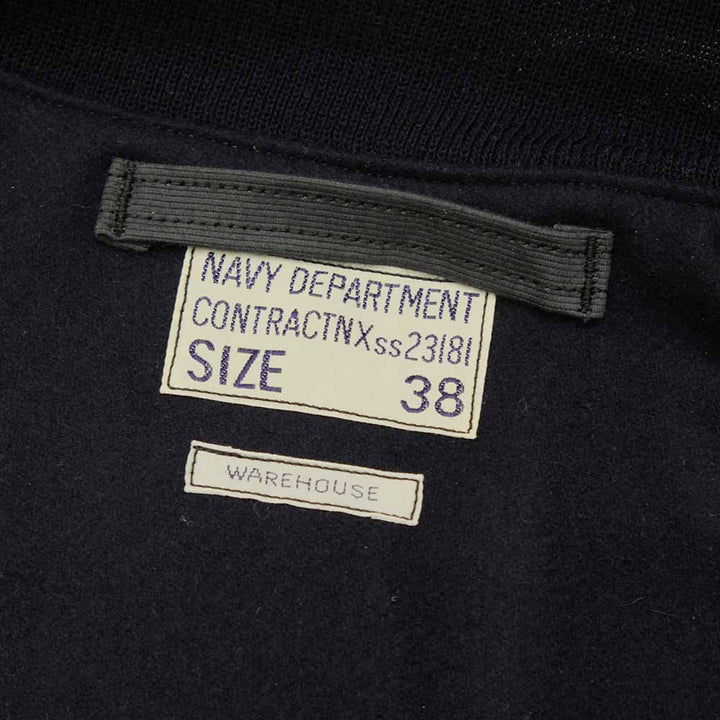 NAVY DEPARTMENT
CONTRACTNXss23181
SIZE 38
WAREHOUSE